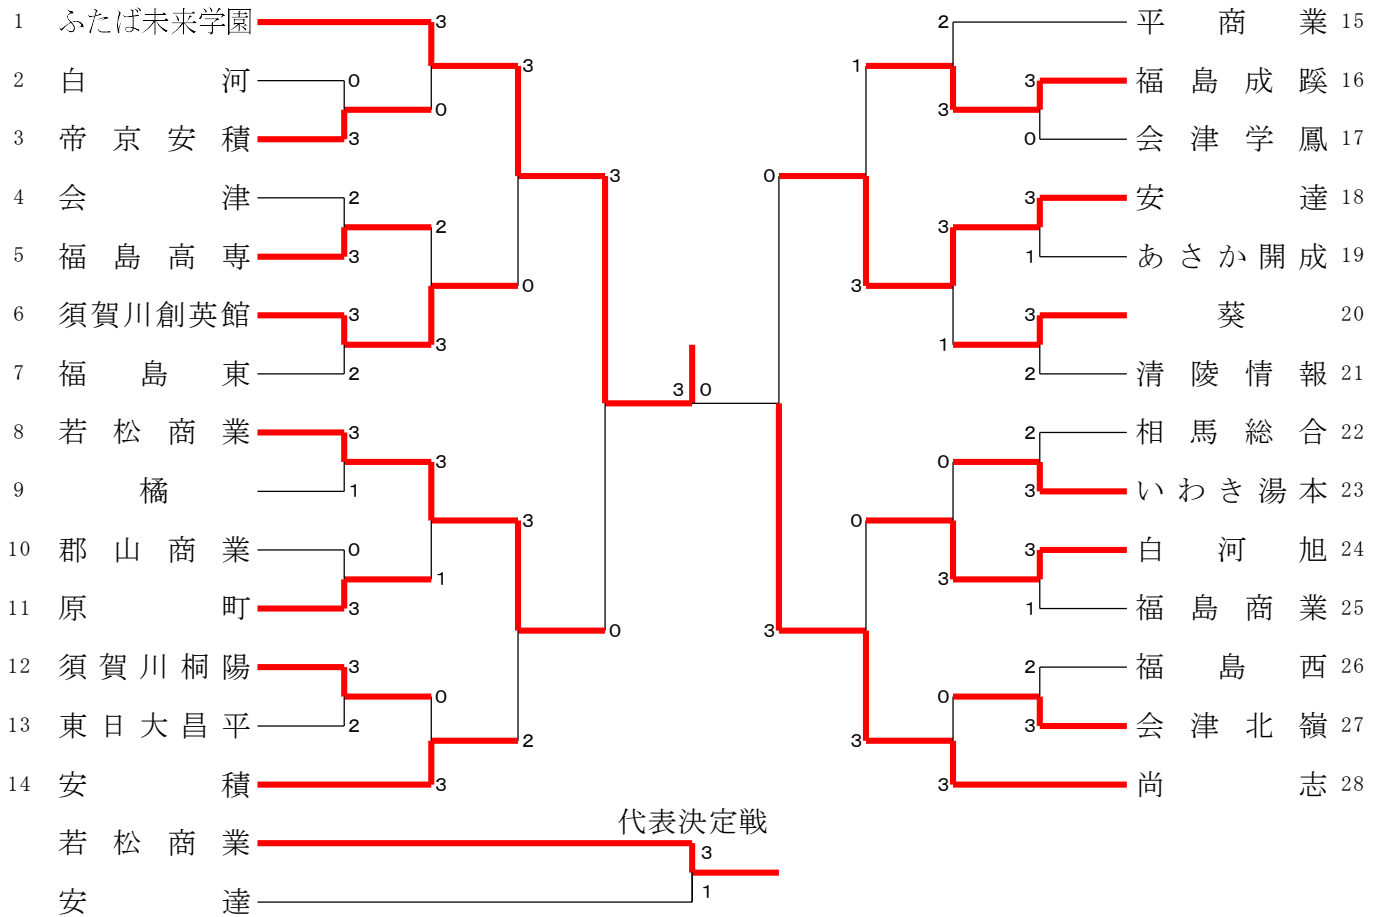 1 ふたば未来学園 3 2 平商業 15
3 1
2 白河 0 3 福島成蹊 16
0 3
3 帝京安積 3 0 会津学鳳 17
3 0
4 会津 2 3 安達 18
2 3
5 福島高専 3 1 あさか開成 19
0 3
6 須賀川創英館 3 3 葵 20
3 1
7 福島東 2 2 清陵情報 21
3 0
8 若松商業 3 2 相馬総合 22
3 0
9 橘 1 3 いわき湯本 23
3 0
10 郡山商業 0 3 白河旭 24
1 3
11 原町 3 1 福島商業 25
0 3
12 須賀川桐陽 3 2 福島西 26
0 0
13 東日大昌平 2 3 会津北嶺 27
2 3
14 安積 3 3 尚志 28
代表決定戦
若松商業 3
安達 1